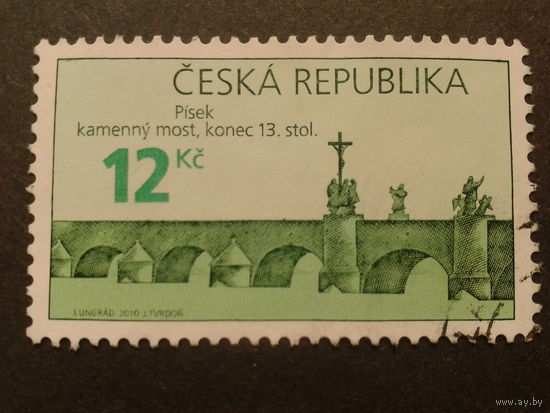 ČESKÁ REPUBLIKA
Písek
kamenný most, konec 13. stol.
12 Kč
J.UNGRÁD 2010 J.TVRDOŇ
www.ay.by